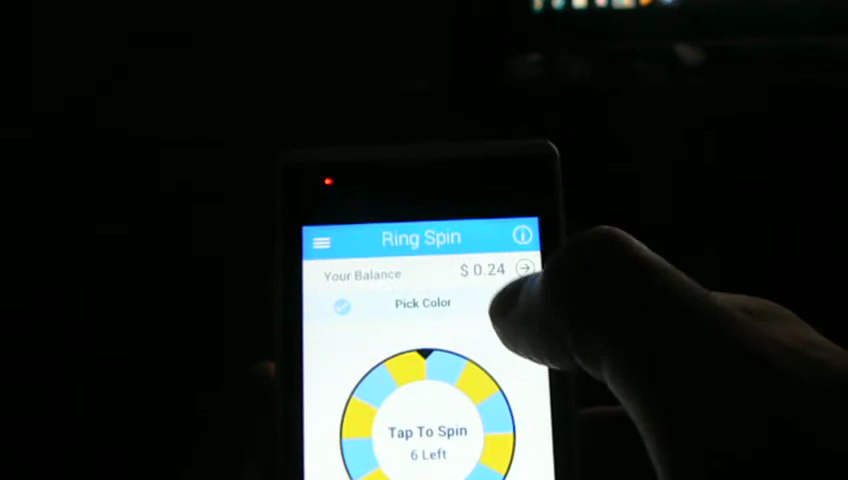 Ring Spin
Your Balance $ 0.24
Pick Color
Tap To Spin
6 Left